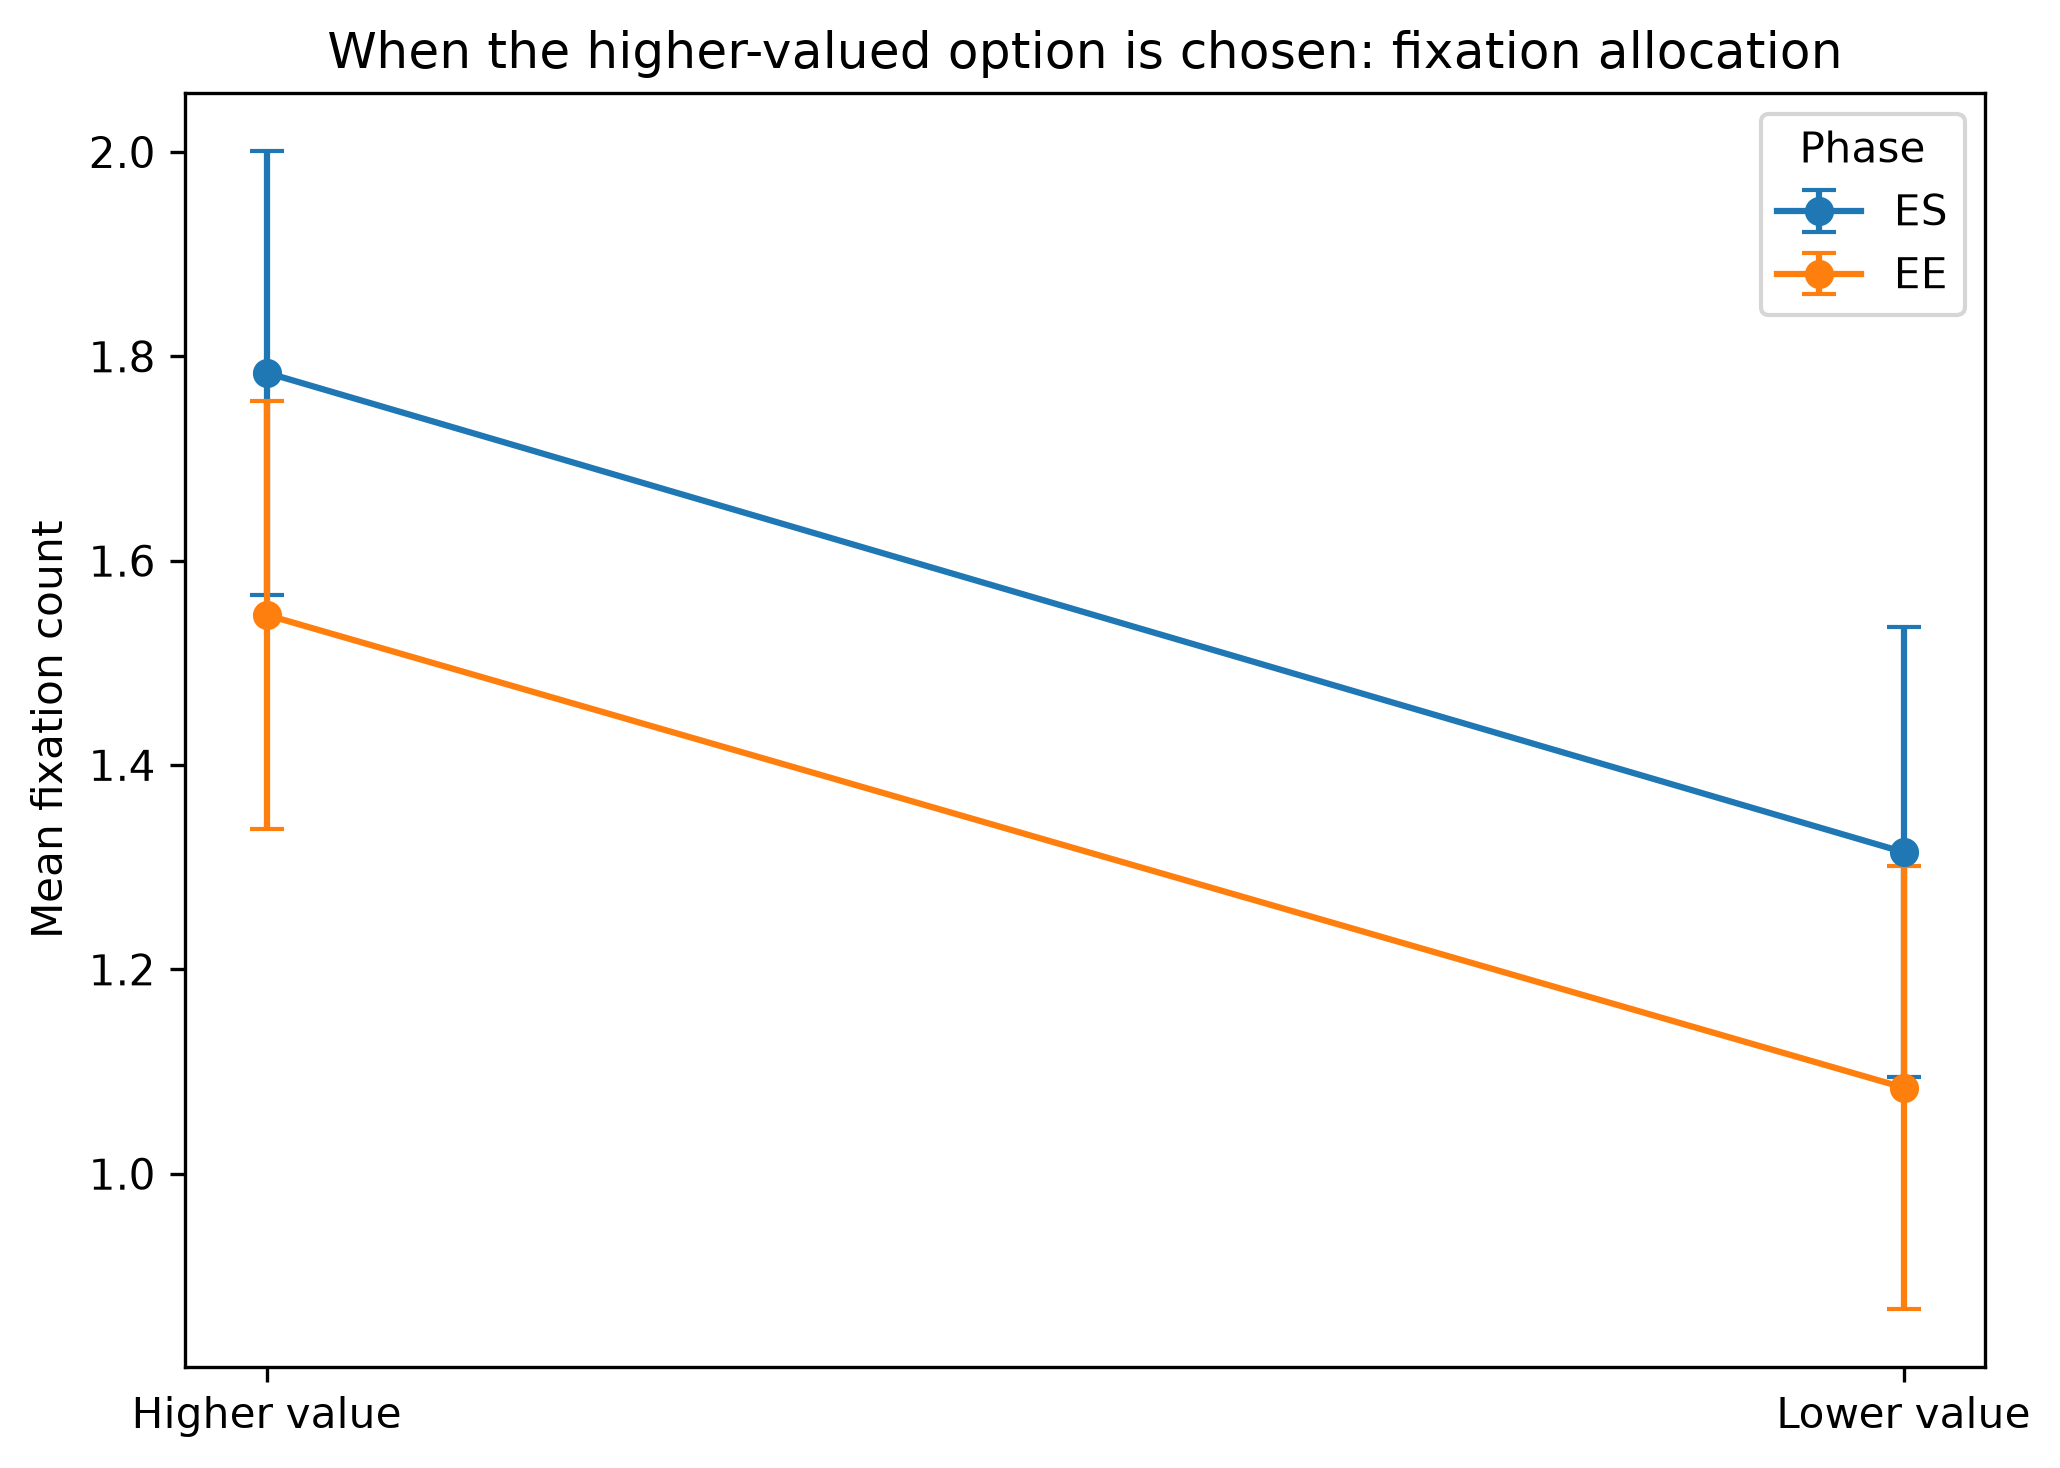 When the higher-valued option is chosen: fixation allocation
Phase
ES
EE
Mean fixation count
2.0
1.8
1.6
1.4
1.2
1.0
Higher value
Lower value